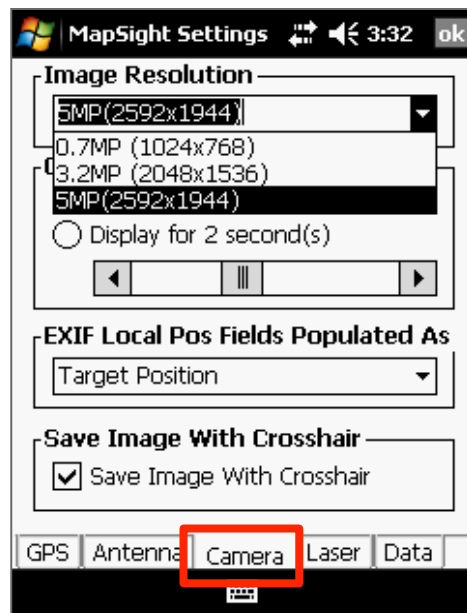 MapSight Settings 3:32 ok
Image Resolution
5MP(2592x1944)
0.7MP (1024x768)
3.2MP (2048x1536)
5MP(2592x1944)
Display for 2 second(s)
EXIF Local Pos Fields Populated As
Target Position
Save Image With Crosshair
Save Image With Crosshair
GPS Antenna Camera Laser Data